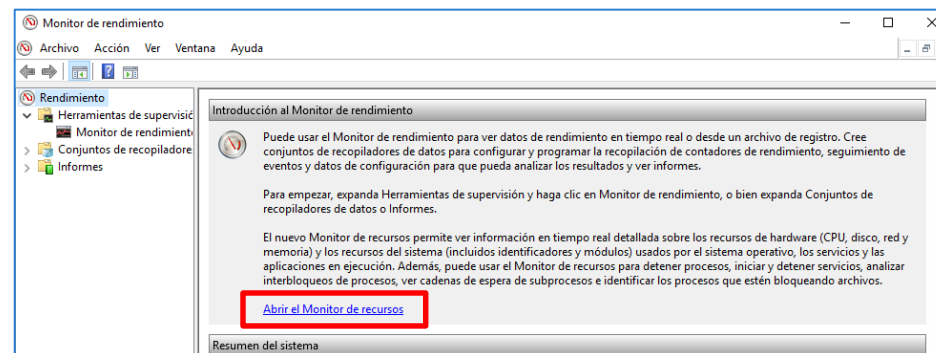 Monitor de rendimiento
Archivo Acción Ver Ventana Ayuda
Rendimiento
Herramientas de supervisió
Monitor de rendimient
Conjuntos de recopiladore
Informes
Introducción al Monitor de rendimiento
Puede usar el Monitor de rendimiento para ver datos de rendimiento en tiempo real o desde un archivo de registro. Cree
conjuntos de recopiladores de datos para configurar y programar la recopilación de contadores de rendimiento, seguimiento de
eventos y datos de configuración para que pueda analizar los resultados y ver informes.
Para empezar, expanda Herramientas de supervisión y haga clic en Monitor de rendimiento, o bien expanda Conjuntos de
recopiladores de datos o Informes.
El nuevo Monitor de recursos permite ver información en tiempo real detallada sobre los recursos de hardware (CPU, disco, red y
memoria) y los recursos del sistema (incluidos identificadores y módulos) usados por el sistema operativo, los servicios y las
aplicaciones en ejecución. Además, puede usar el Monitor de recursos para detener procesos, iniciar y detener servicios, analizar
interbloqueos de procesos, ver cadenas de espera de subprocesos e identificar los procesos que estén bloqueando archivos.
Abrir el Monitor de recursos
Resumen del sistema